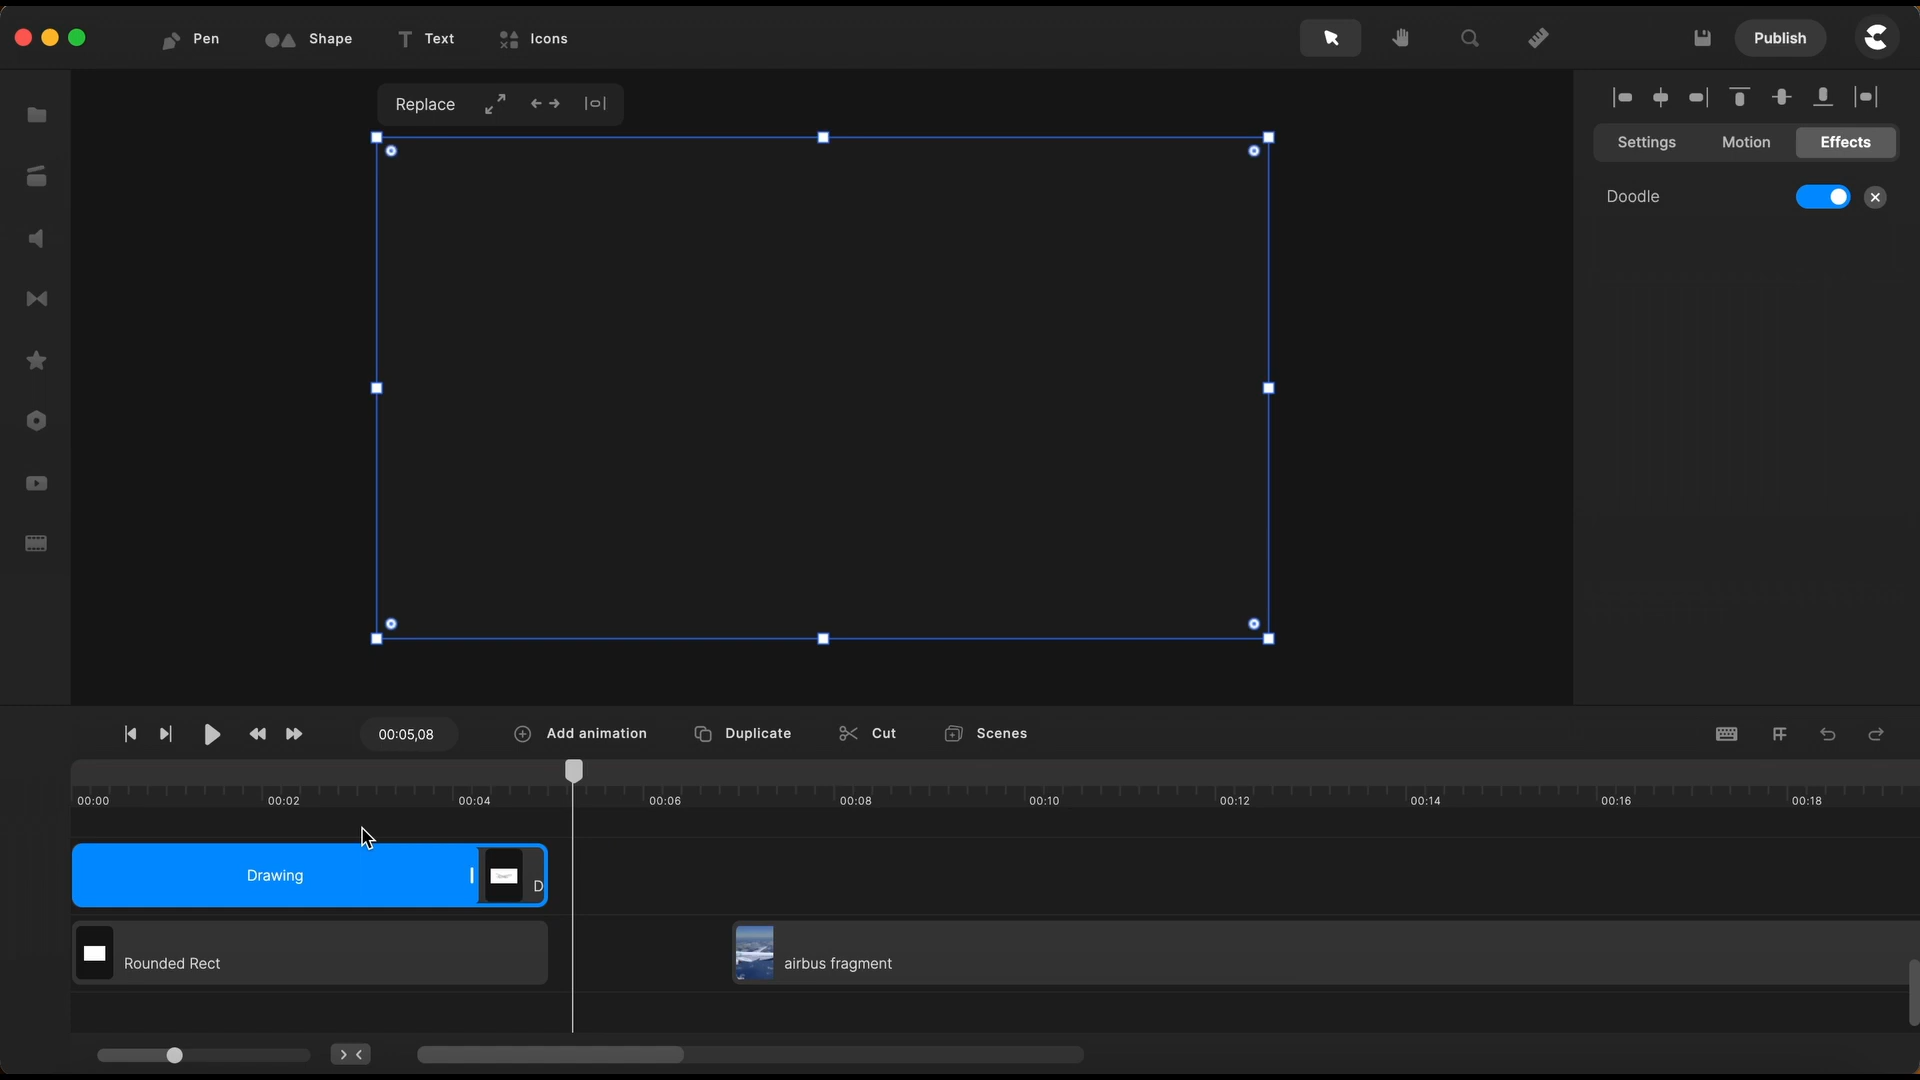 Pen Shape Text Icons Publish
Replace
Settings Motion Effects
Doodle
00:05,08 Add animation Duplicate Cut Scenes
00:00 00:02 00:04 00:06 00:08 00:10 00:12 00:14 00:16 00:18
Drawing D
Rounded Rect airbus fragment